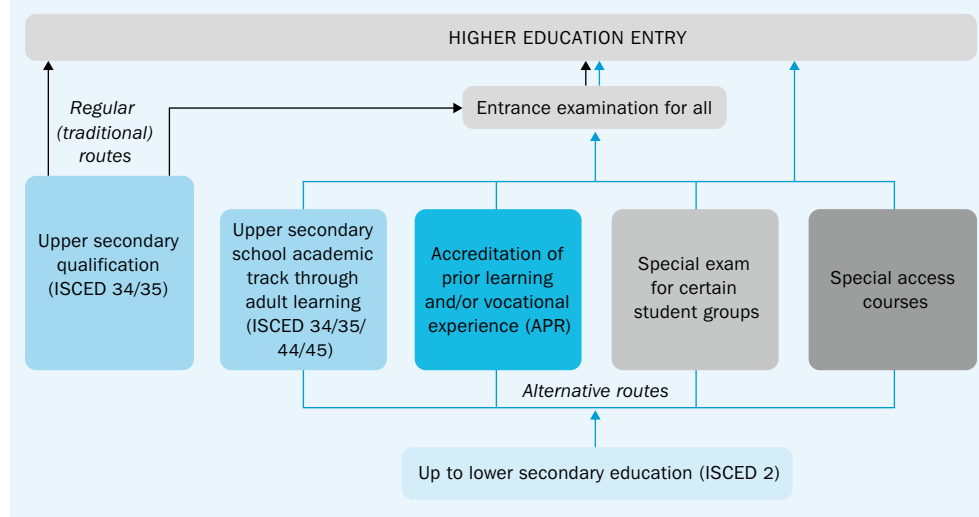 HIGHER EDUCATION ENTRY
Regular
(traditional)
routes
Entrance examination for all
Upper secondary
qualification
(ISCED 34/35)
Upper secondary
school academic
track through
adult learning
(ISCED 34/35/
44/45)
Accreditation of
prior learning
and/or vocational
experience (APR)
Special exam
for certain
student groups
Special access
courses
Alternative routes
Up to lower secondary education (ISCED 2)